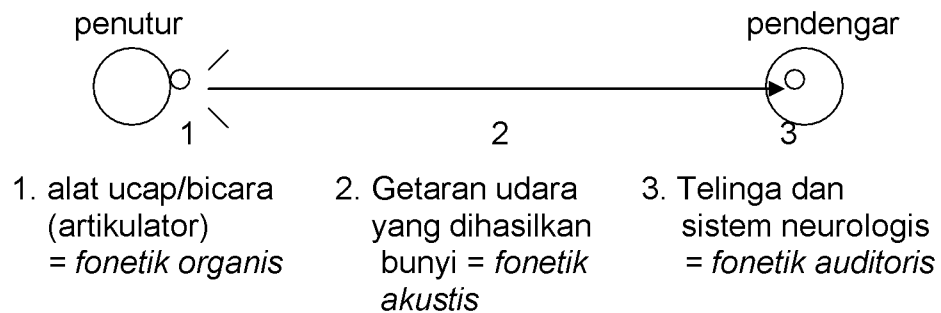 penutur
pendengar
1
2
3
1. alat ucap/bicara
(artikulator)
= fonetik organis
2. Getaran udara
yang dihasilkan
bunyi = fonetik
akustis
3. Telinga dan
sistem neurologis
= fonetik auditoris